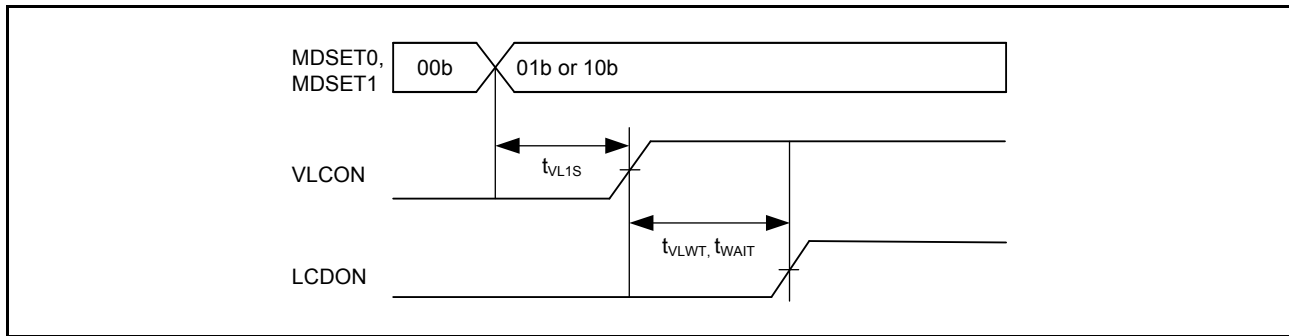 MDSET0,
MDSET1
00b
01b or 10b
tVL1S
VLCON
tVLWT, tWAIT
LCDON